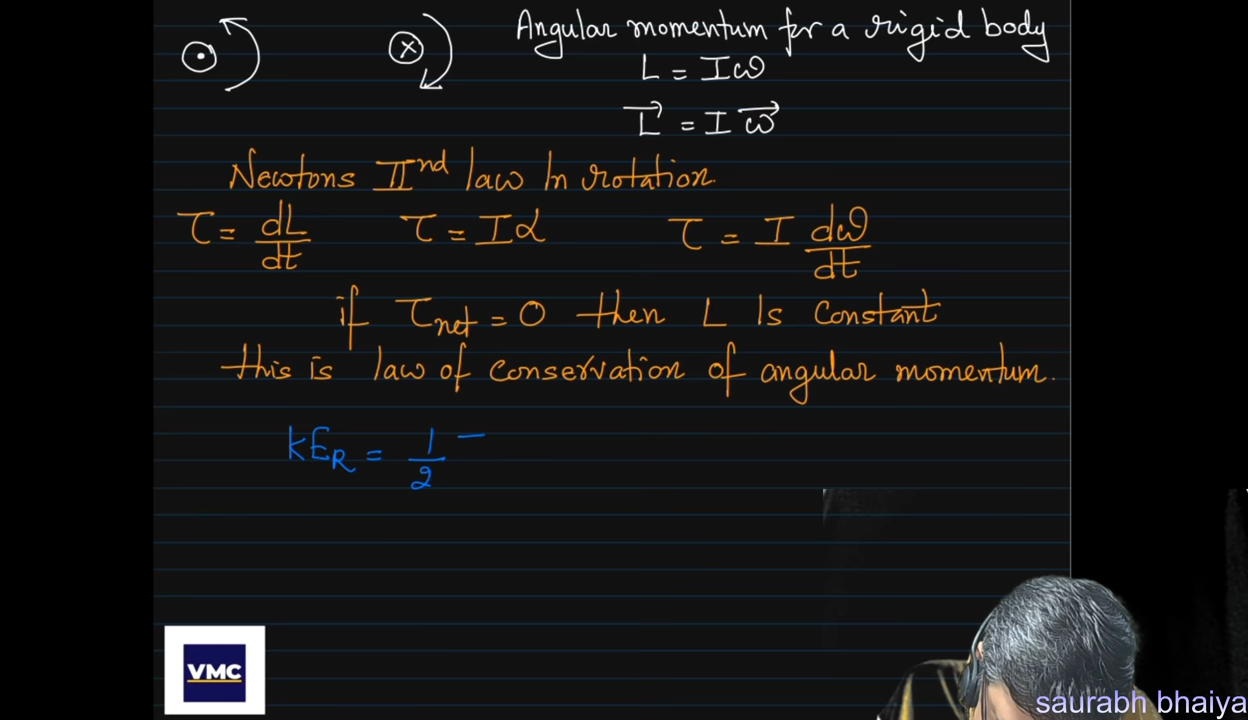 Angular momentum for a rigid body
L = Iω
L⃗ = I ω⃗
Newtons IInd law In rotation
τ = dL/dt τ = Iα τ = I dω/dt
if τnet = 0 then L Is Constant
this is law of conservation of angular momentum.
KER = 1/2
VMC
saurabh bhaiya